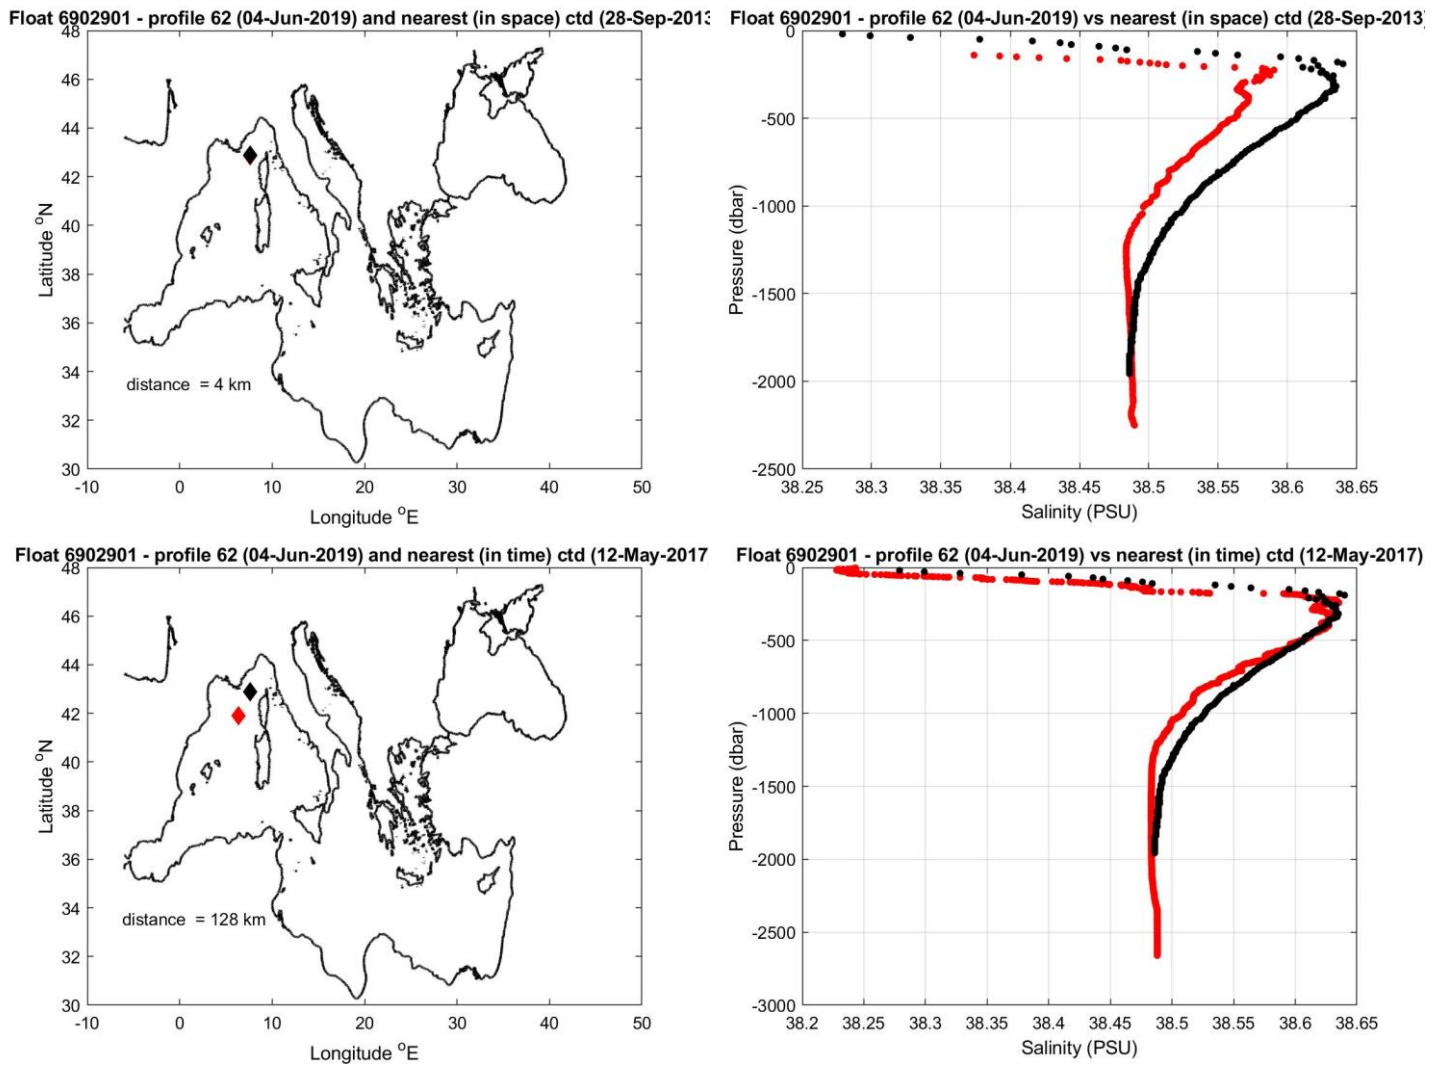 Float 6902901 - profile 62 (04-Jun-2019) and nearest (in space) ctd (28-Sep-2013
48
46
44
42
40
38
36
34
32
30
Latitude °N
distance = 4 km
-10 0 10 20 30 40 50
Longitude °E
Float 6902901 - profile 62 (04-Jun-2019) vs nearest (in space) ctd (28-Sep-2013)
0
-500
-1000
-1500
-2000
-2500
Pressure (dbar)
38.25 38.3 38.35 38.4 38.45 38.5 38.55 38.6 38.65
Salinity (PSU)
Float 6902901 - profile 62 (04-Jun-2019) and nearest (in time) ctd (12-May-2017
48
46
44
42
40
38
36
34
32
30
Latitude °N
distance = 128 km
-10 0 10 20 30 40 50
Longitude °E
Float 6902901 - profile 62 (04-Jun-2019) vs nearest (in time) ctd (12-May-2017)
0
-500
-1000
-1500
-2000
-2500
-3000
Pressure (dbar)
38.2 38.25 38.3 38.35 38.4 38.45 38.5 38.55 38.6 38.65
Salinity (PSU)